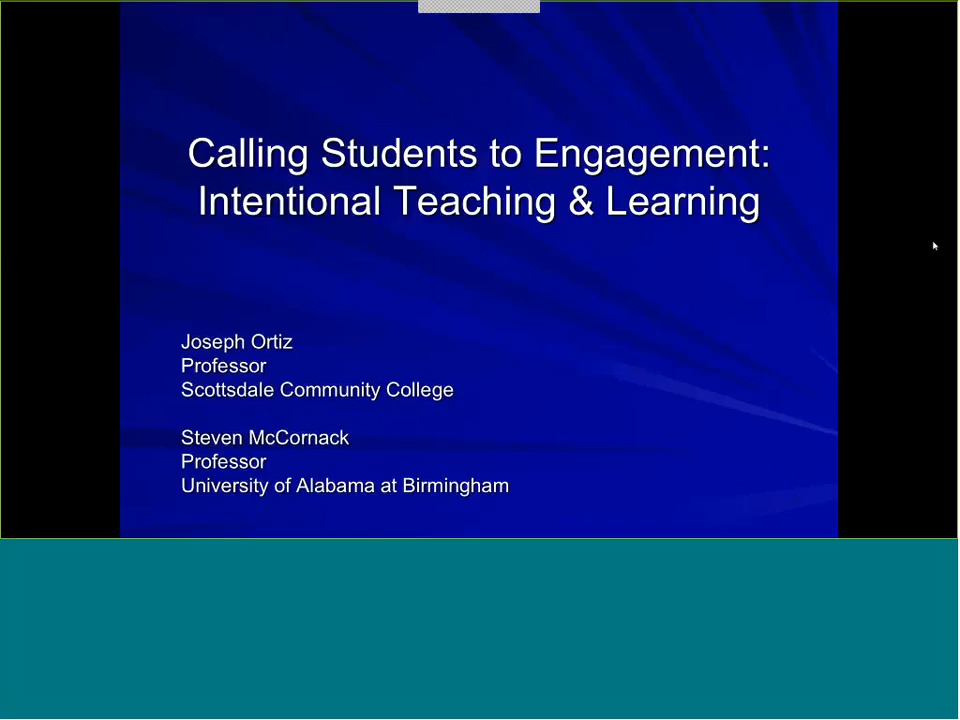 Calling Students to Engagement:
Intentional Teaching & Learning
Joseph Ortiz
Professor
Scottsdale Community College
Steven McCornack
Professor
University of Alabama at Birmingham